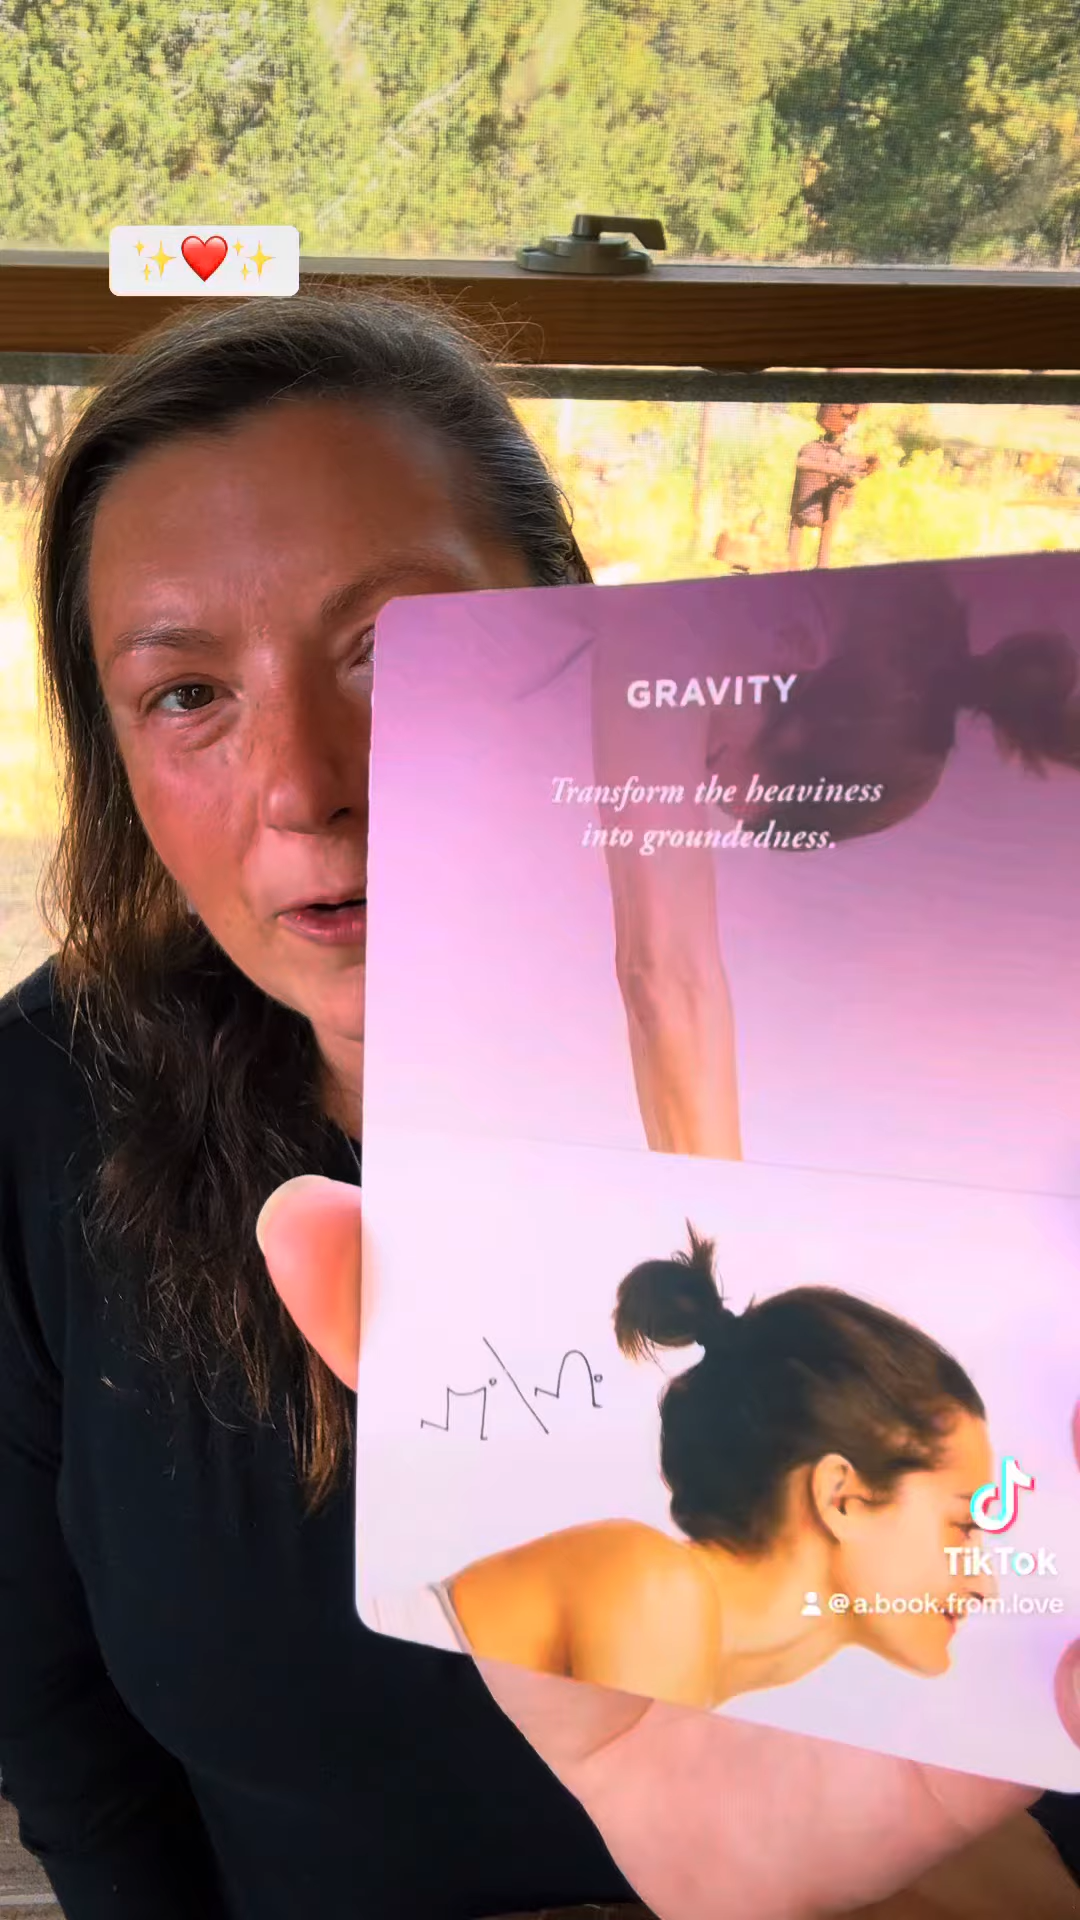 GRAVITY
Transform the heaviness
into groundedness.
TikTok
@a.book.from.love